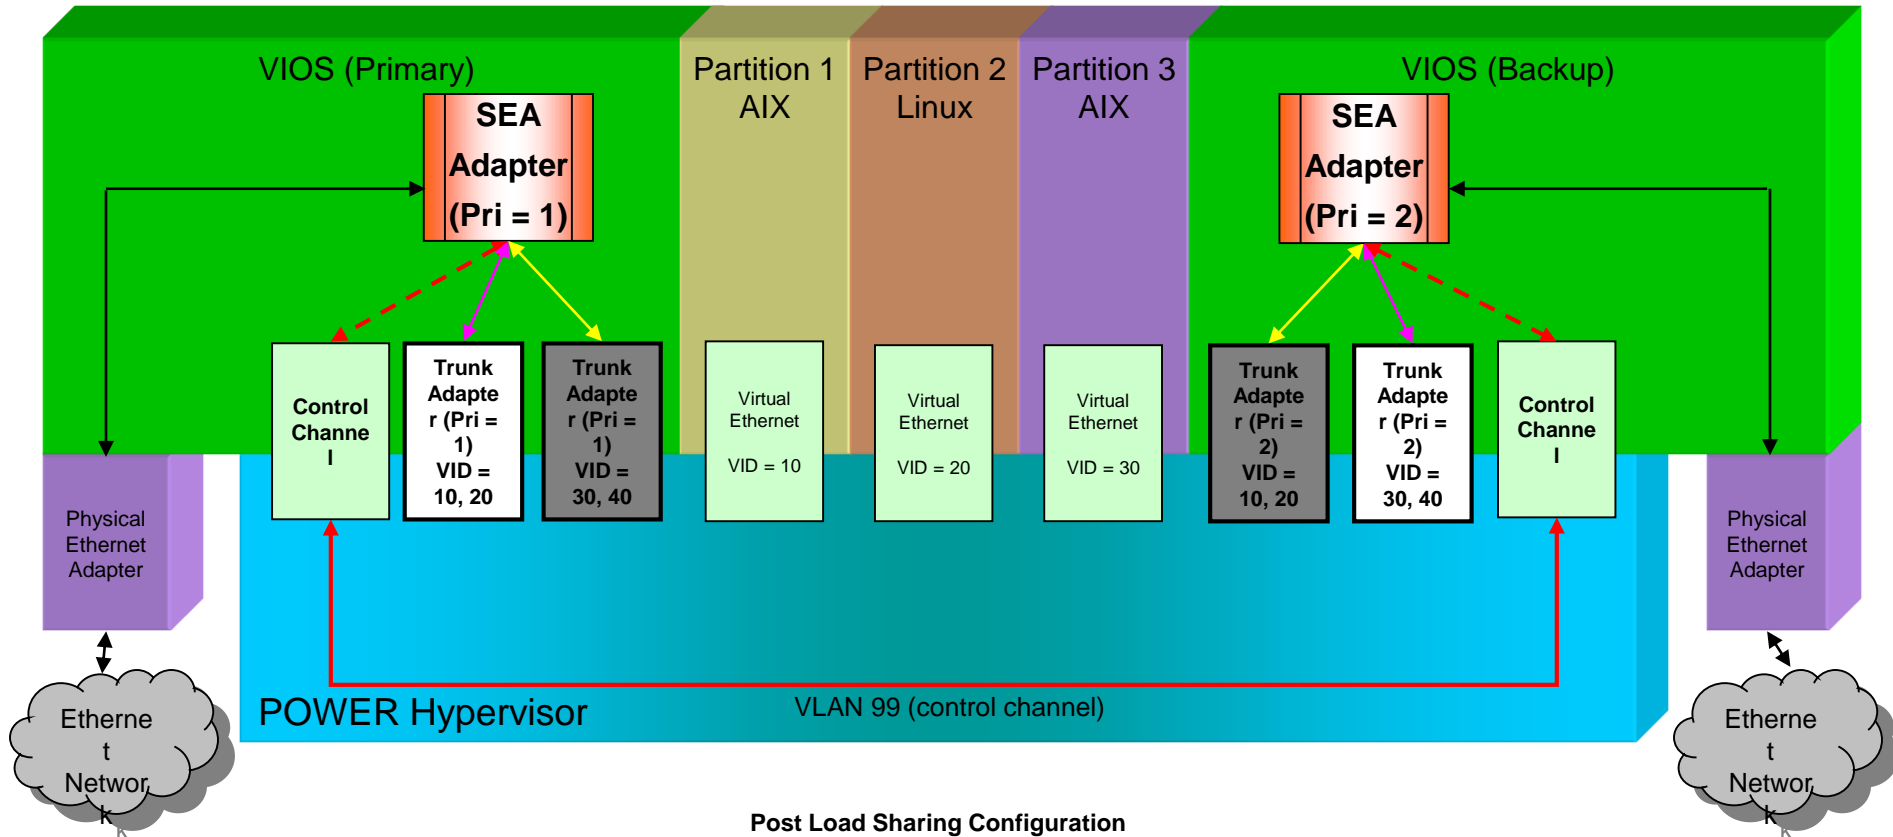 VIOS (Primary)
Partition 1
AIX
Partition 2
Linux
Partition 3
AIX
VIOS (Backup)
SEA
Adapter
(Pri = 1)
SEA
Adapter
(Pri = 2)
Control
Channe
l
Trunk
Adapte
r (Pri =
1)
VID =
10, 20
Trunk
Adapte
r (Pri =
1)
VID =
30, 40
Virtual
Ethernet
VID = 10
Virtual
Ethernet
VID = 20
Virtual
Ethernet
VID = 30
Trunk
Adapte
r (Pri =
2)
VID =
10, 20
Trunk
Adapte
r (Pri =
2)
VID =
30, 40
Control
Channe
l
Physical
Ethernet
Adapter
Physical
Ethernet
Adapter
POWER Hypervisor
VLAN 99 (control channel)
Etherne
t
Networ
k
Etherne
t
Networ
k
Post Load Sharing Configuration